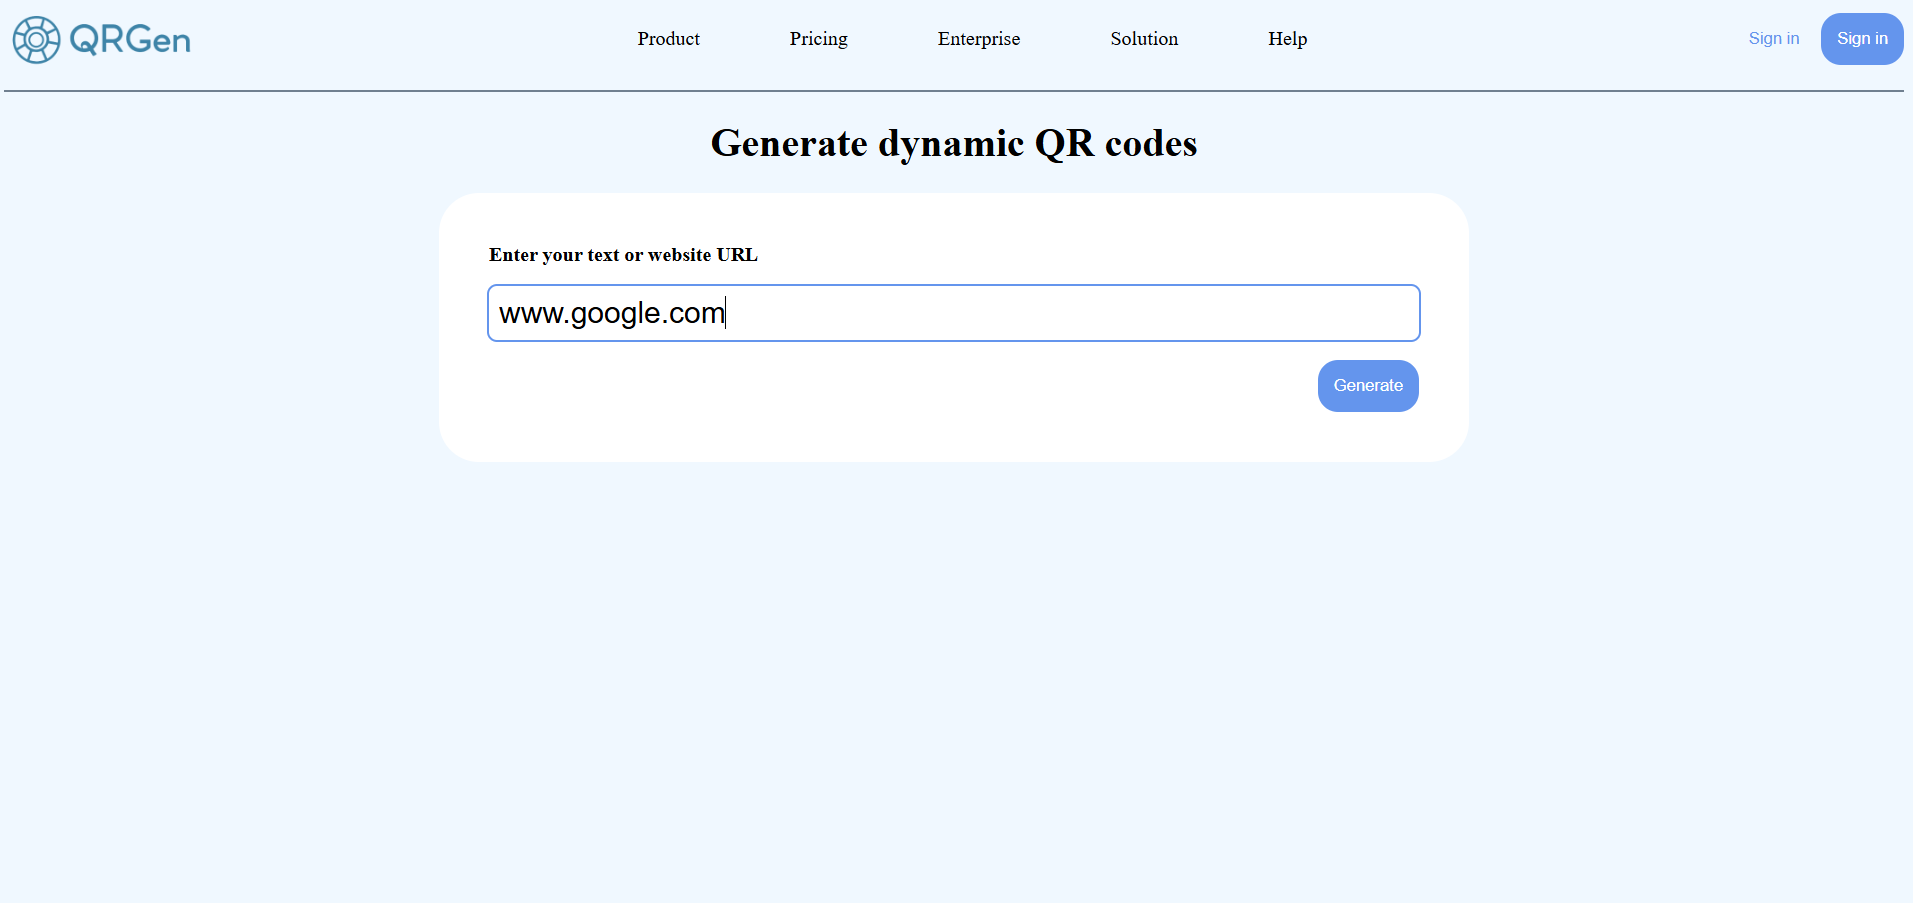 QRGen
Product Pricing Enterprise Solution Help
Sign in Sign in
Generate dynamic QR codes
Enter your text or website URL
www.google.com
Generate